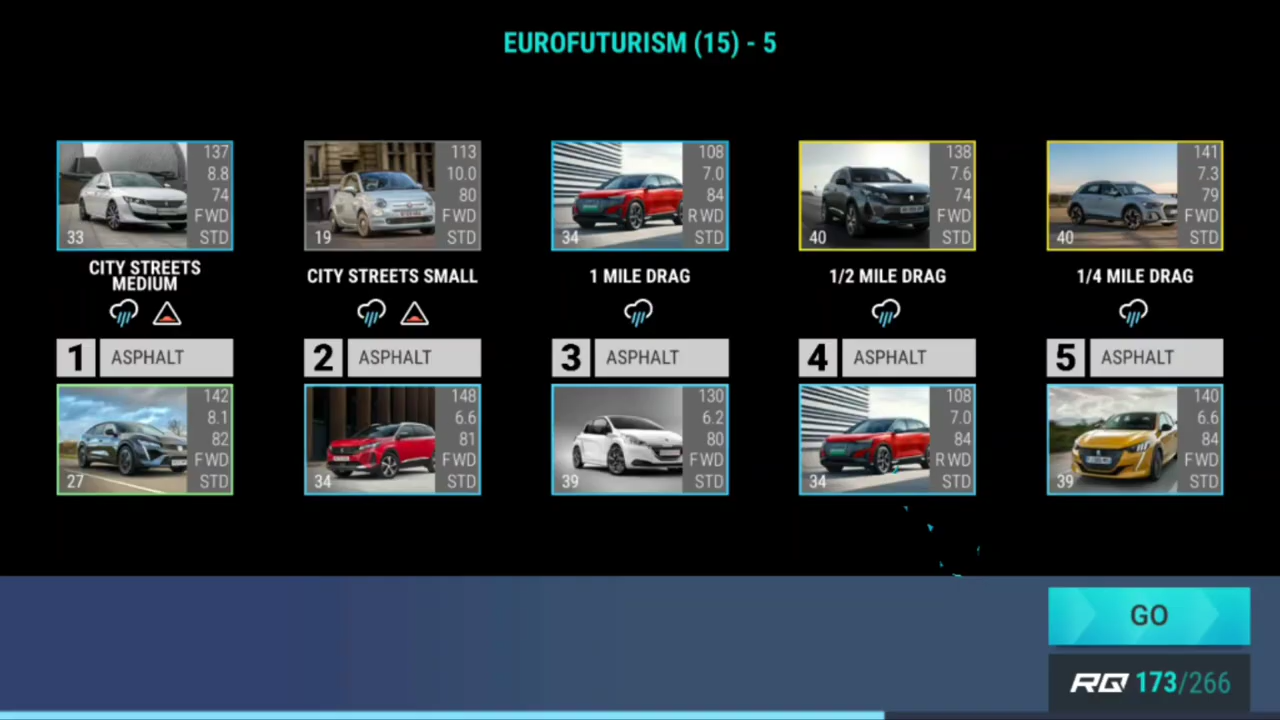 EUROFUTURISM (15) - 5
137
8.8
74
FWD
STD
33
113
10.0
80
FWD
STD
19
108
7.0
84
RWD
STD
34
138
7.6
74
FWD
STD
40
141
7.3
79
FWD
STD
40
CITY STREETS
MEDIUM
CITY STREETS SMALL
1 MILE DRAG
1/2 MILE DRAG
1/4 MILE DRAG
1 ASPHALT
2 ASPHALT
3 ASPHALT
4 ASPHALT
5 ASPHALT
142
8.1
82
FWD
STD
27
148
6.6
81
FWD
STD
34
130
6.2
80
FWD
STD
39
108
7.0
84
RWD
STD
34
140
6.6
84
FWD
STD
39
GO
RQ 173/266